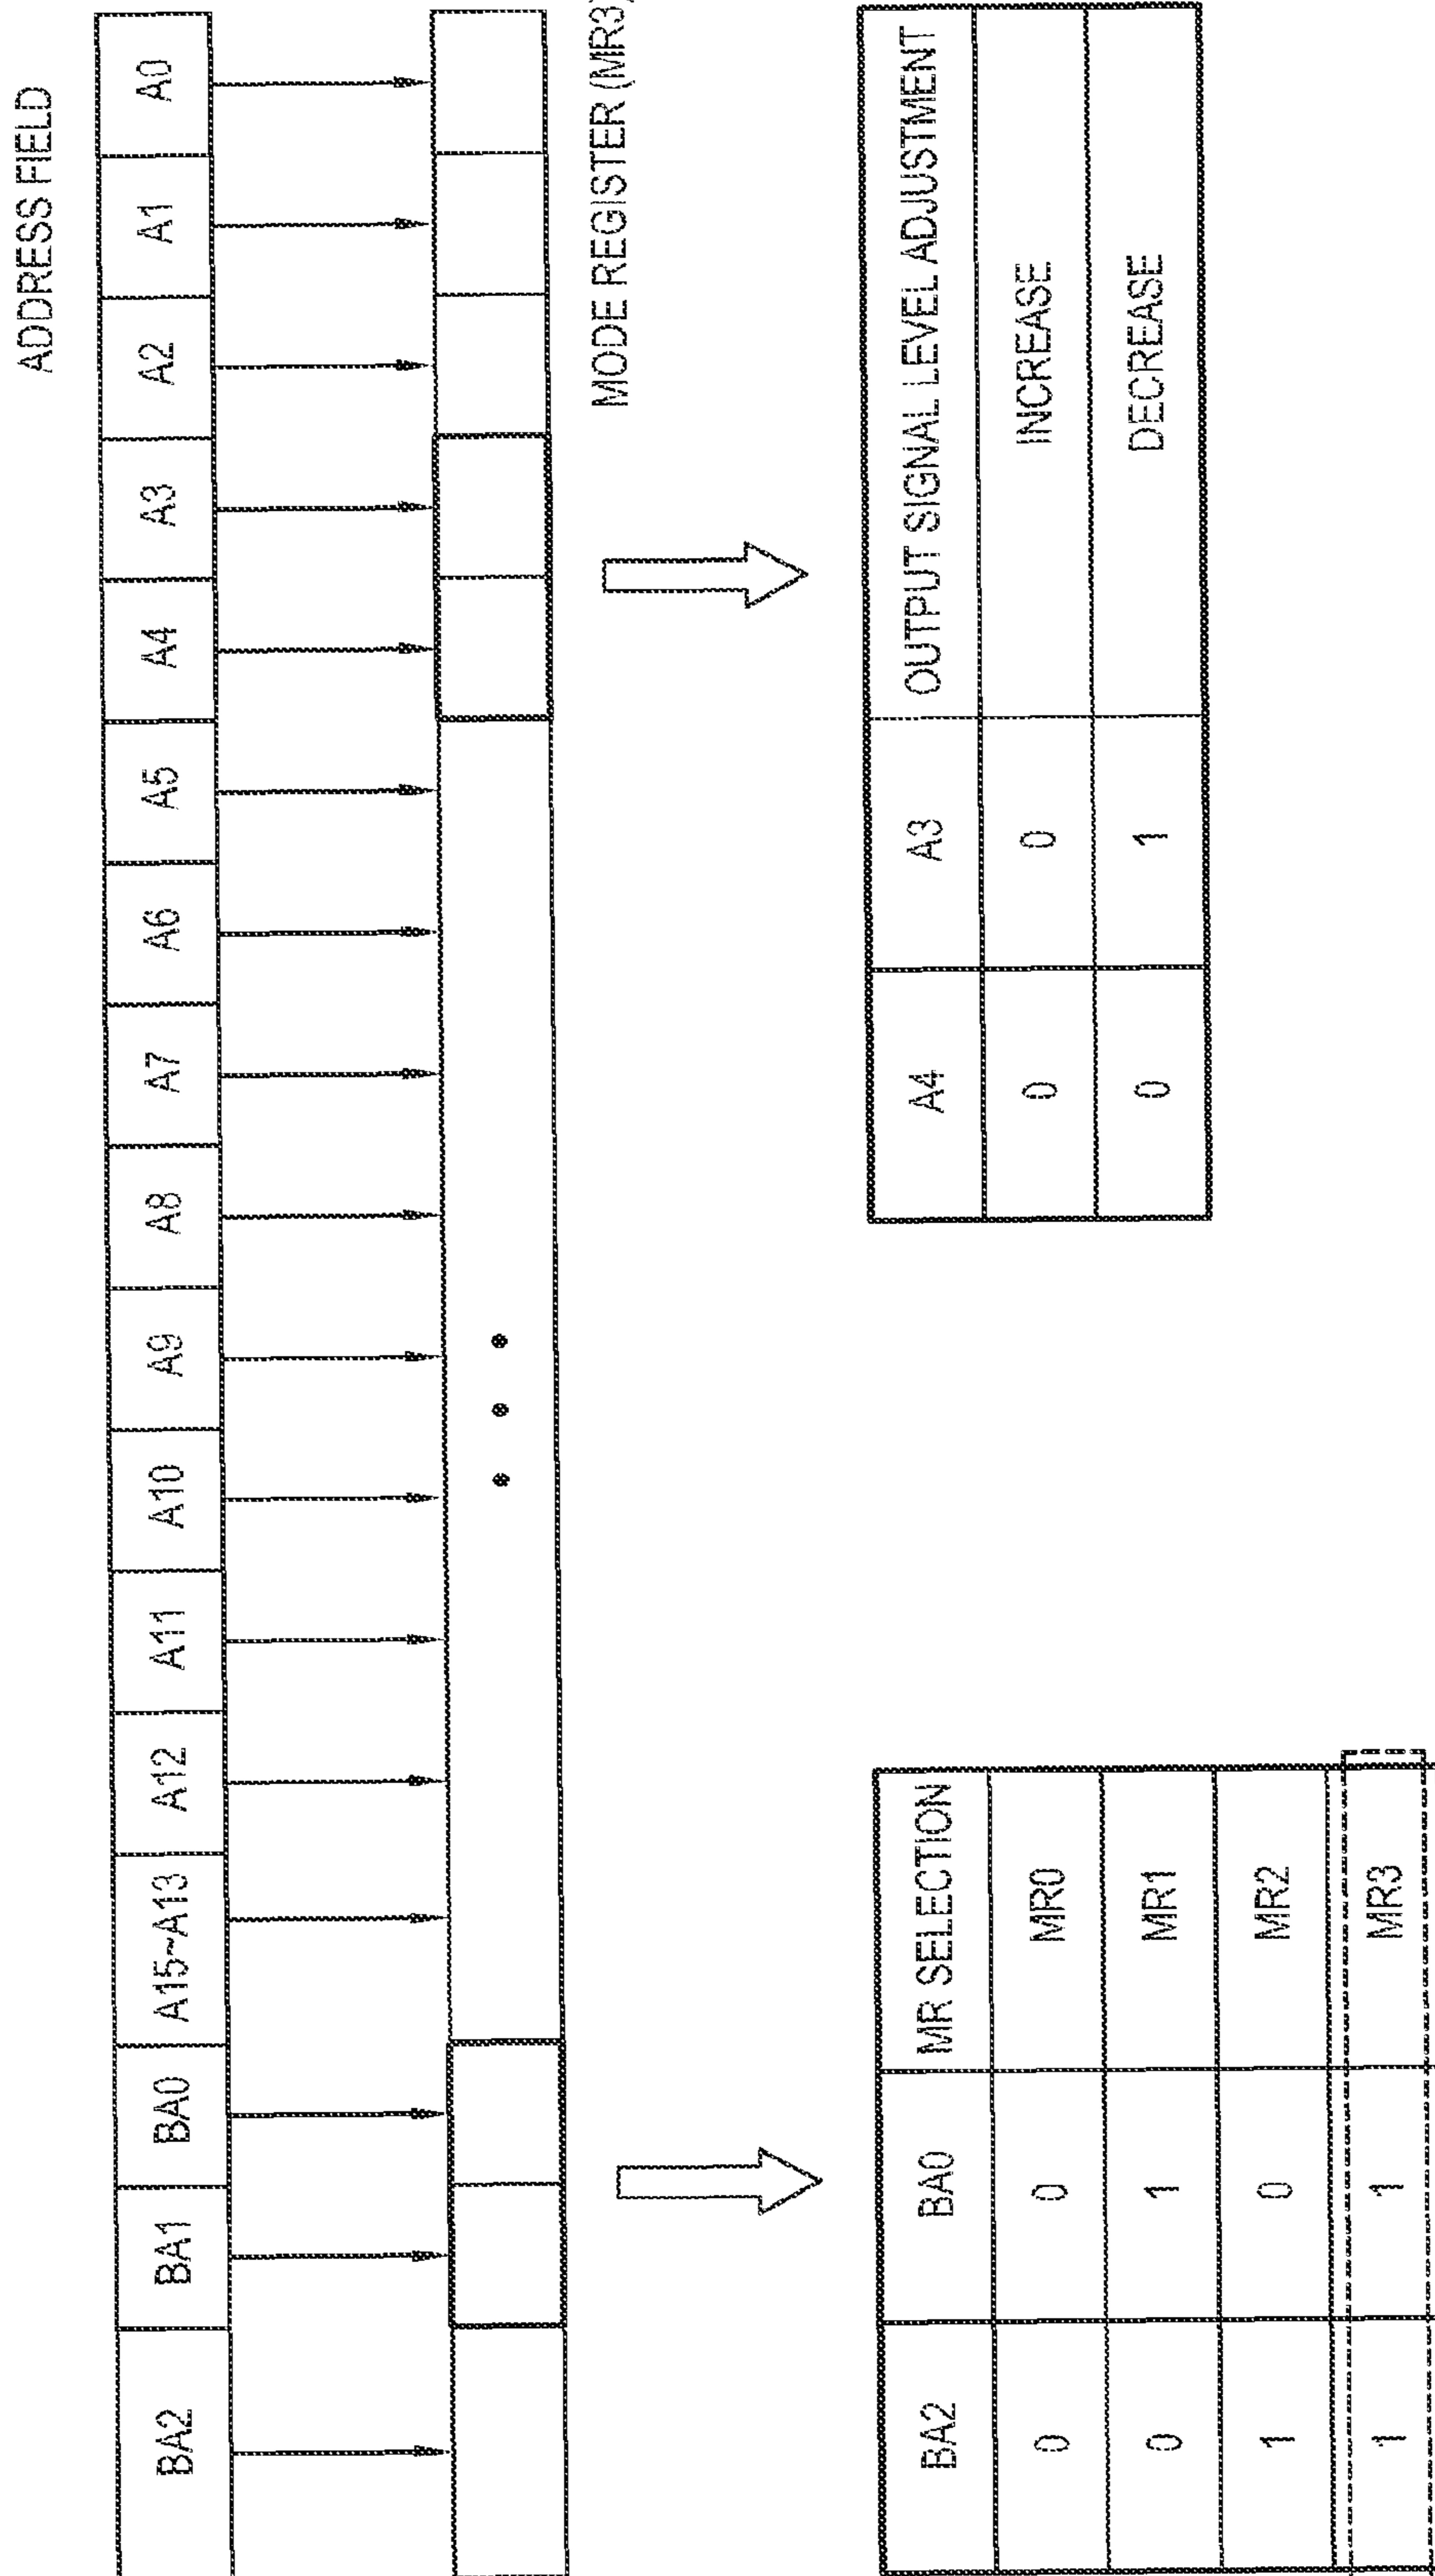 ADDRESS FIELD
BA2 BA1 BA0 A15~A13 A12 A11 A10 A9 A8 A7 A6 A5 A4 A3 A2 A1 A0
MODE REGISTER (MR3)
BA2 BA0 MR SELECTION
0 0 MR0
0 1 MR1
1 0 MR2
1 1 MR3
A4 A3 OUTPUT SIGNAL LEVEL ADJUSTMENT
0 0 INCREASE
0 1 DECREASE